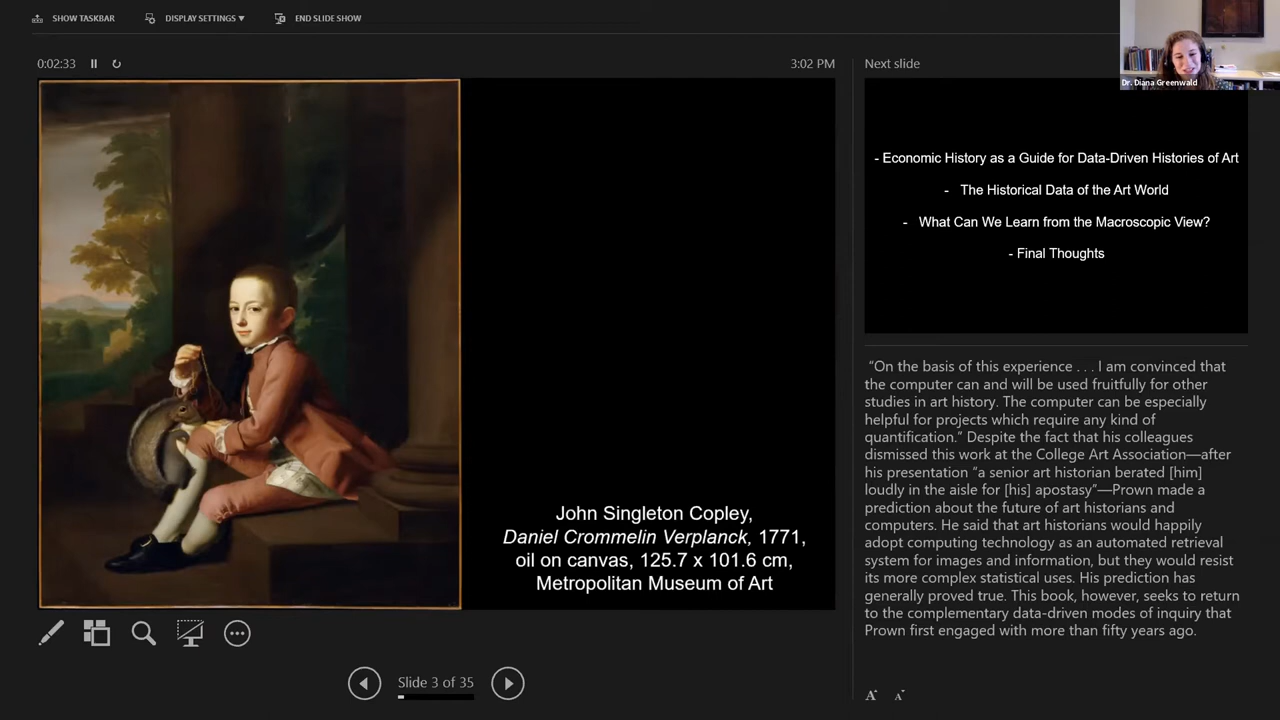 SHOW TASKBAR
DISPLAY SETTINGS ▼
END SLIDE SHOW
0:02:33
3:02 PM
John Singleton Copley,
Daniel Crommelin Verplanck, 1771,
oil on canvas, 125.7 x 101.6 cm,
Metropolitan Museum of Art
Slide 3 of 35
Next slide
Dr. Diana Greenwald
- Economic History as a Guide for Data-Driven Histories of Art
- The Historical Data of the Art World
- What Can We Learn from the Macroscopic View?
- Final Thoughts
“On the basis of this experience . . . I am convinced that
the computer can and will be used fruitfully for other
studies in art history. The computer can be especially
helpful for projects which require any kind of
quantification.” Despite the fact that his colleagues
dismissed this work at the College Art Association—after
his presentation “a senior art historian berated [him]
loudly in the aisle for [his] apostasy”—Prown made a
prediction about the future of art historians and
computers. He said that art historians would happily
adopt computing technology as an automated retrieval
system for images and information, but they would resist
its more complex statistical uses. His prediction has
generally proved true. This book, however, seeks to return
to the complementary data-driven modes of inquiry that
Prown first engaged with more than fifty years ago.
A A